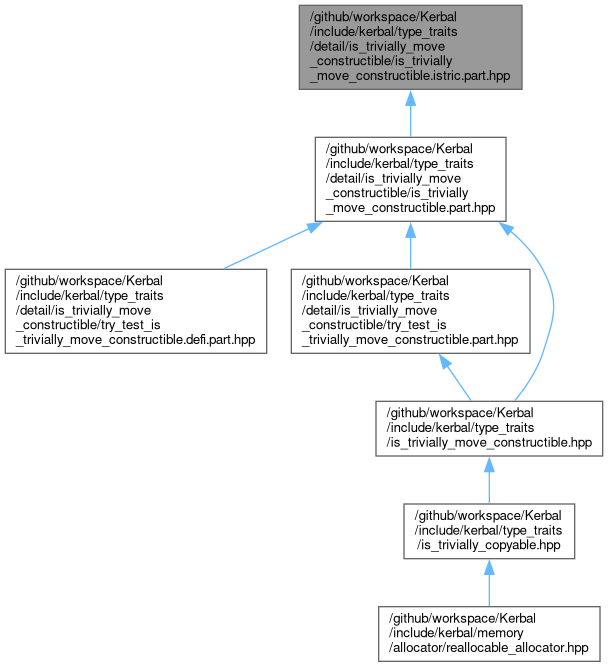 /github/workspace/Kerbal
/include/kerbal/type_traits
/detail/is_trivially_move
_constructible/is_trivially
_move_constructible.istric.part.hpp
/github/workspace/Kerbal
/include/kerbal/type_traits
/detail/is_trivially_move
_constructible/is_trivially
_move_constructible.part.hpp
/github/workspace/Kerbal
/include/kerbal/type_traits
/detail/is_trivially_move
_constructible/try_test_is
_trivially_move_constructible.defi.part.hpp
/github/workspace/Kerbal
/include/kerbal/type_traits
/detail/is_trivially_move
_constructible/try_test_is
_trivially_move_constructible.part.hpp
/github/workspace/Kerbal
/include/kerbal/type_traits
/is_trivially_move_constructible.hpp
/github/workspace/Kerbal
/include/kerbal/type_traits
/is_trivially_copyable.hpp
/github/workspace/Kerbal
/include/kerbal/memory
/allocator/reallocable_allocator.hpp